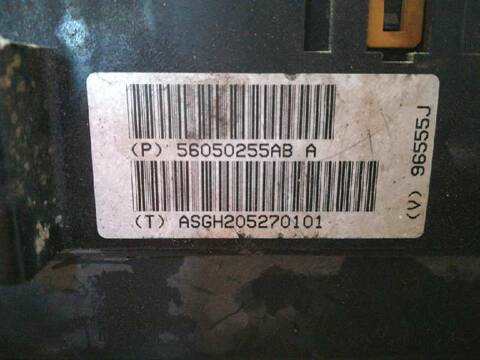 (P) 56050255AB A
(T) ASGH205270101
(V) 96555J